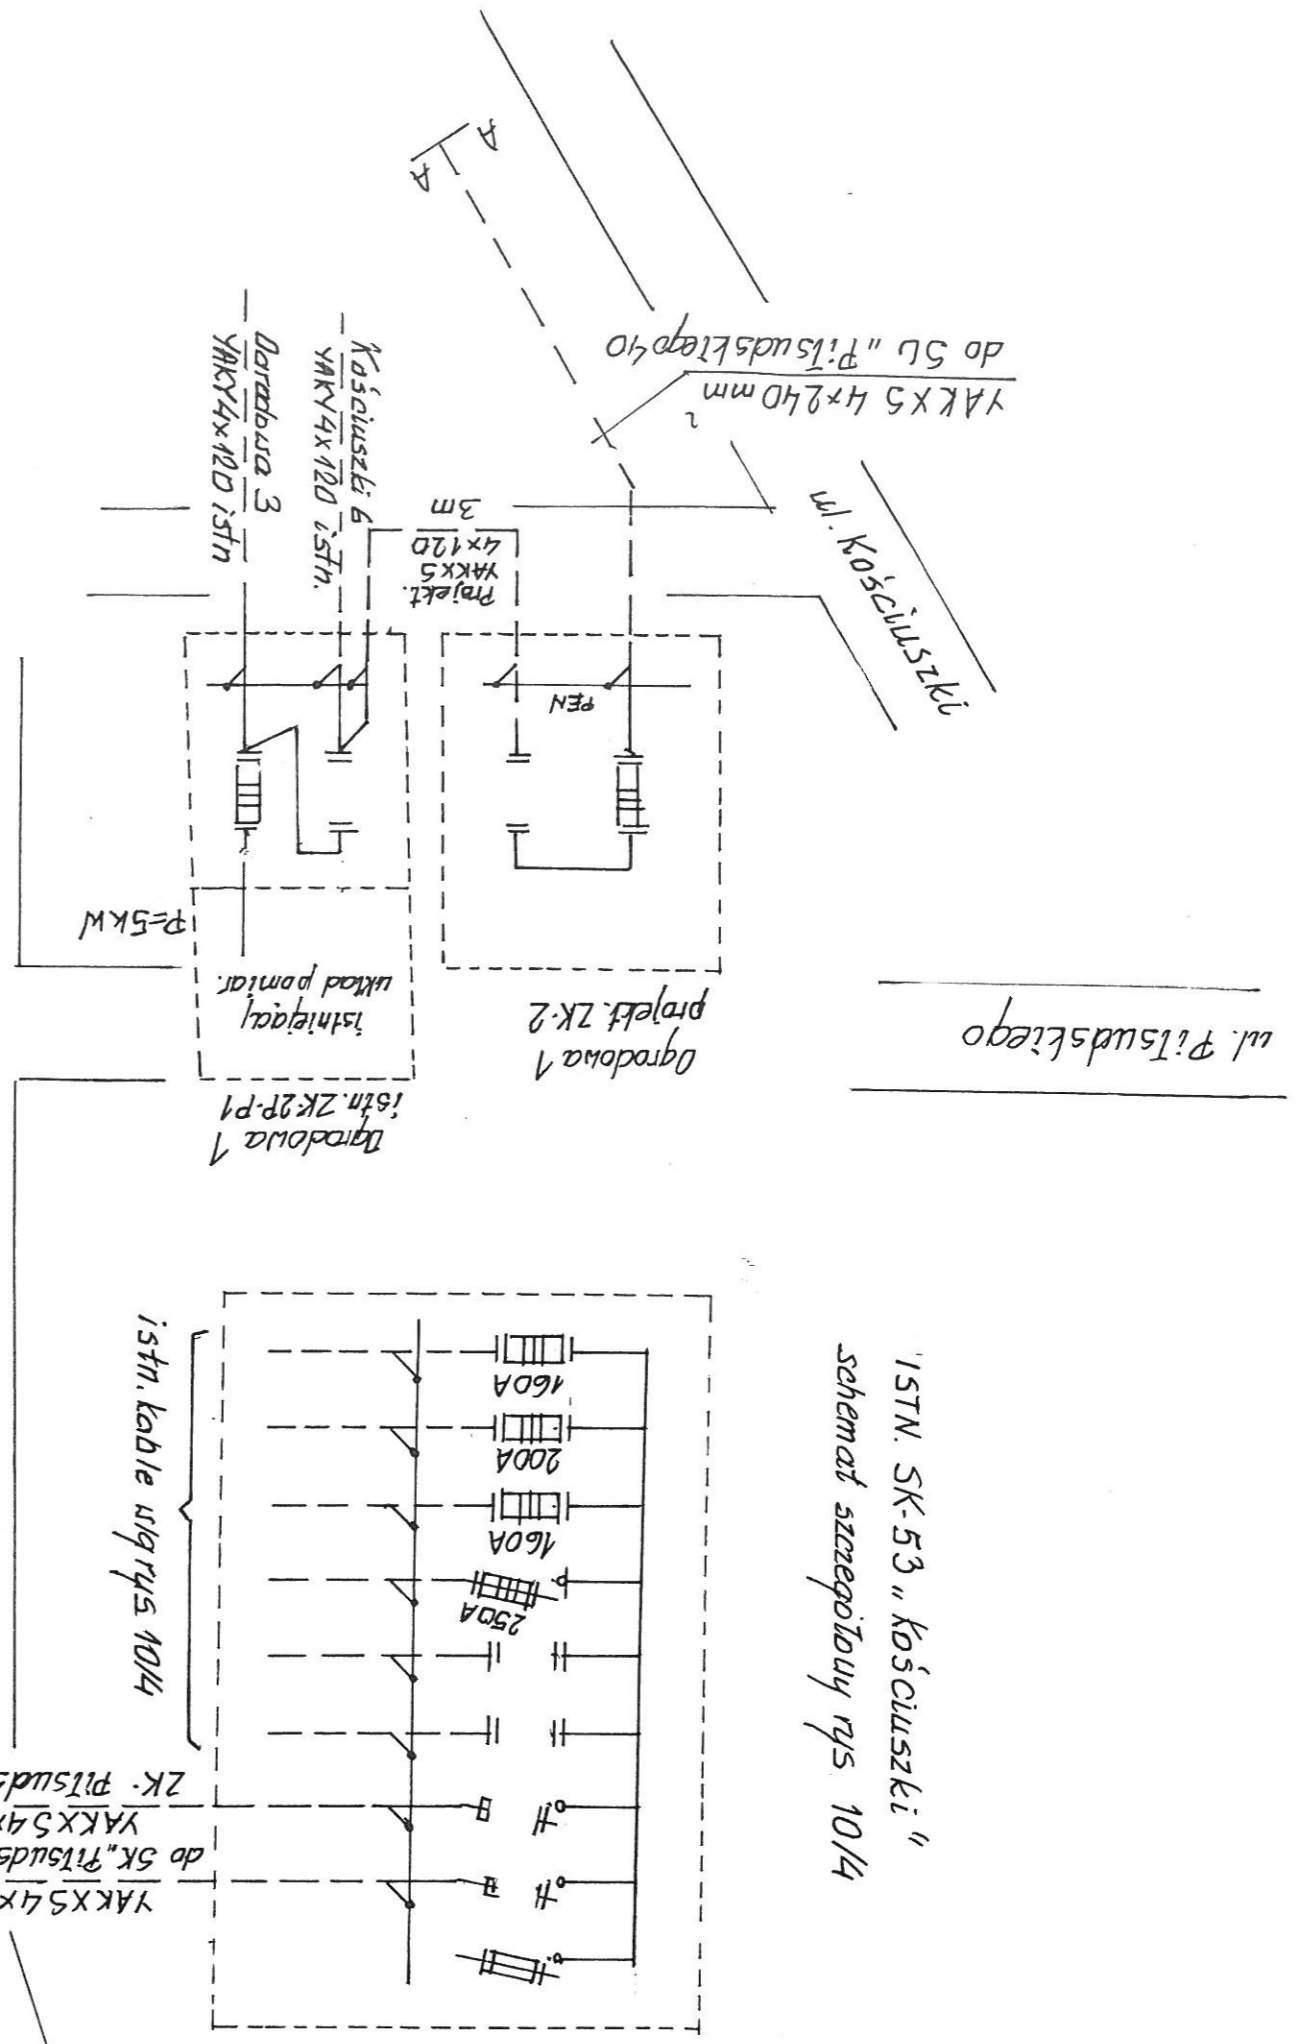 A
A
YAKXS 4x240 mm²
do SL „Piłsudskiego 40
ul. Kościuszki
ul. Piłsudskiego
Dorodowa 3
YAKY 4x120 istn
Kościuszki 6
YAKY 4x120 istn.
Projekt.
YAKXS
4x120
3m
PEN
P=5kW
istniejący
układ pomiar.
Ogrodowa 1
istn. ZK-2P-P1
Ogrodowa 1
projekt. ZK-2
ISTN. SK-53 „Kościuszki"
schemat szczegółowy rys 10/4
istn. kable wg rys 10/4
160A
200A
160A
250A
YAKXS 4x
do SK „Piłsuds
YAKXS 4x
ZK- Piłsuds